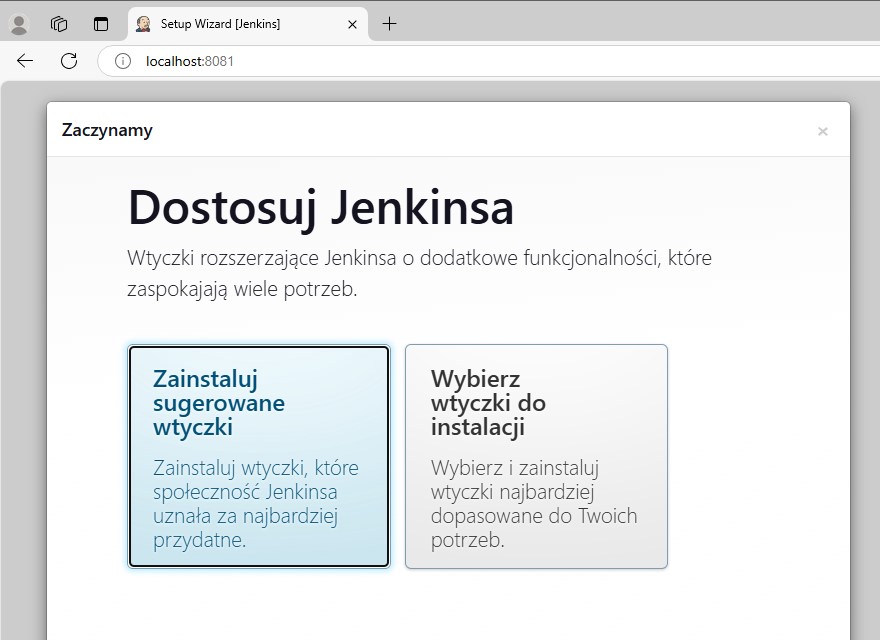 Setup Wizard [Jenkins]
localhost:8081
Zaczynamy
Dostosuj Jenkinsa
Wtyczki rozszerzające Jenkinsa o dodatkowe funkcjonalności, które
zaspokajają wiele potrzeb.
Zainstaluj
sugerowane
wtyczki
Zainstaluj wtyczki, które
społeczność Jenkinsa
uznała za najbardziej
przydatne.
Wybierz
wtyczki do
instalacji
Wybierz i zainstaluj
wtyczki najbardziej
dopasowane do Twoich
potrzeb.